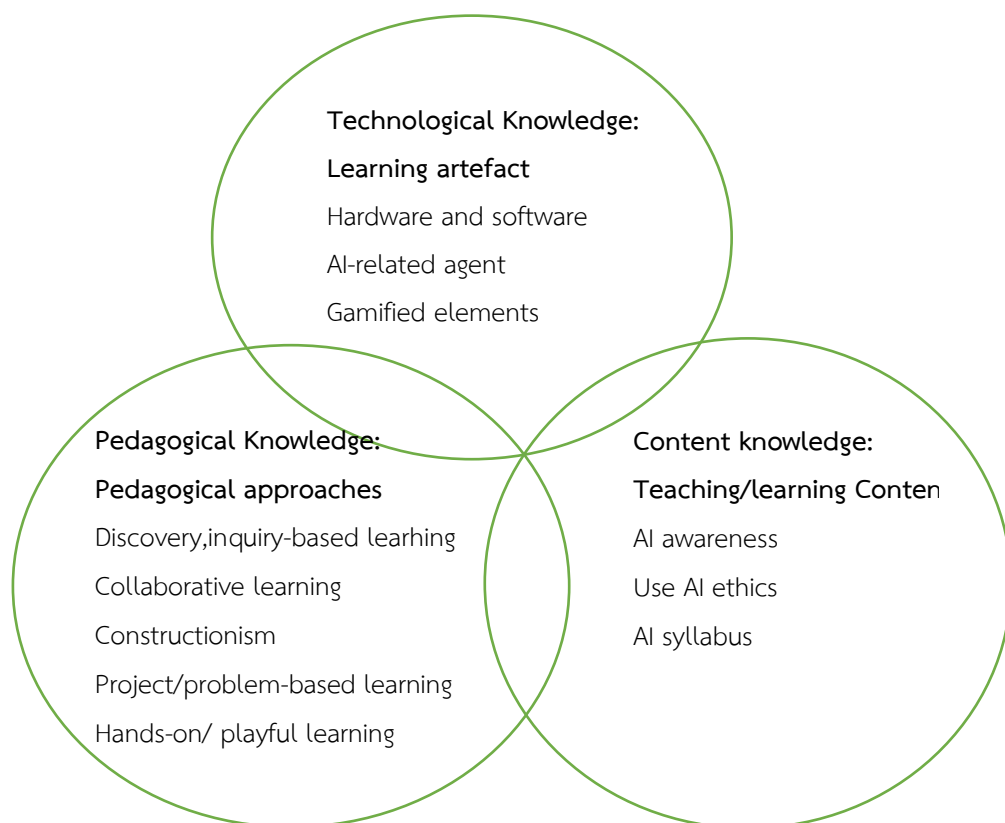 Technological Knowledge:
Learning artefact
Hardware and software
AI-related agent
Gamified elements
Pedagogical Knowledge:
Pedagogical approaches
Discovery,inquiry-based learhing
Collaborative learning
Constructionism
Project/problem-based learning
Hands-on/ playful learning
Content knowledge:
Teaching/learning Conten
AI awareness
Use AI ethics
AI syllabus